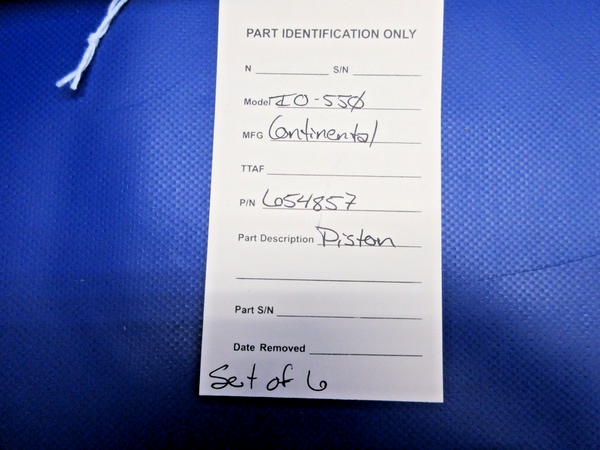 PART IDENTIFICATION ONLY
N S/N
Model IO-550
MFG Continental
TTAF
P/N 654857
Part Description Piston
Part S/N
Date Removed
Set of 6